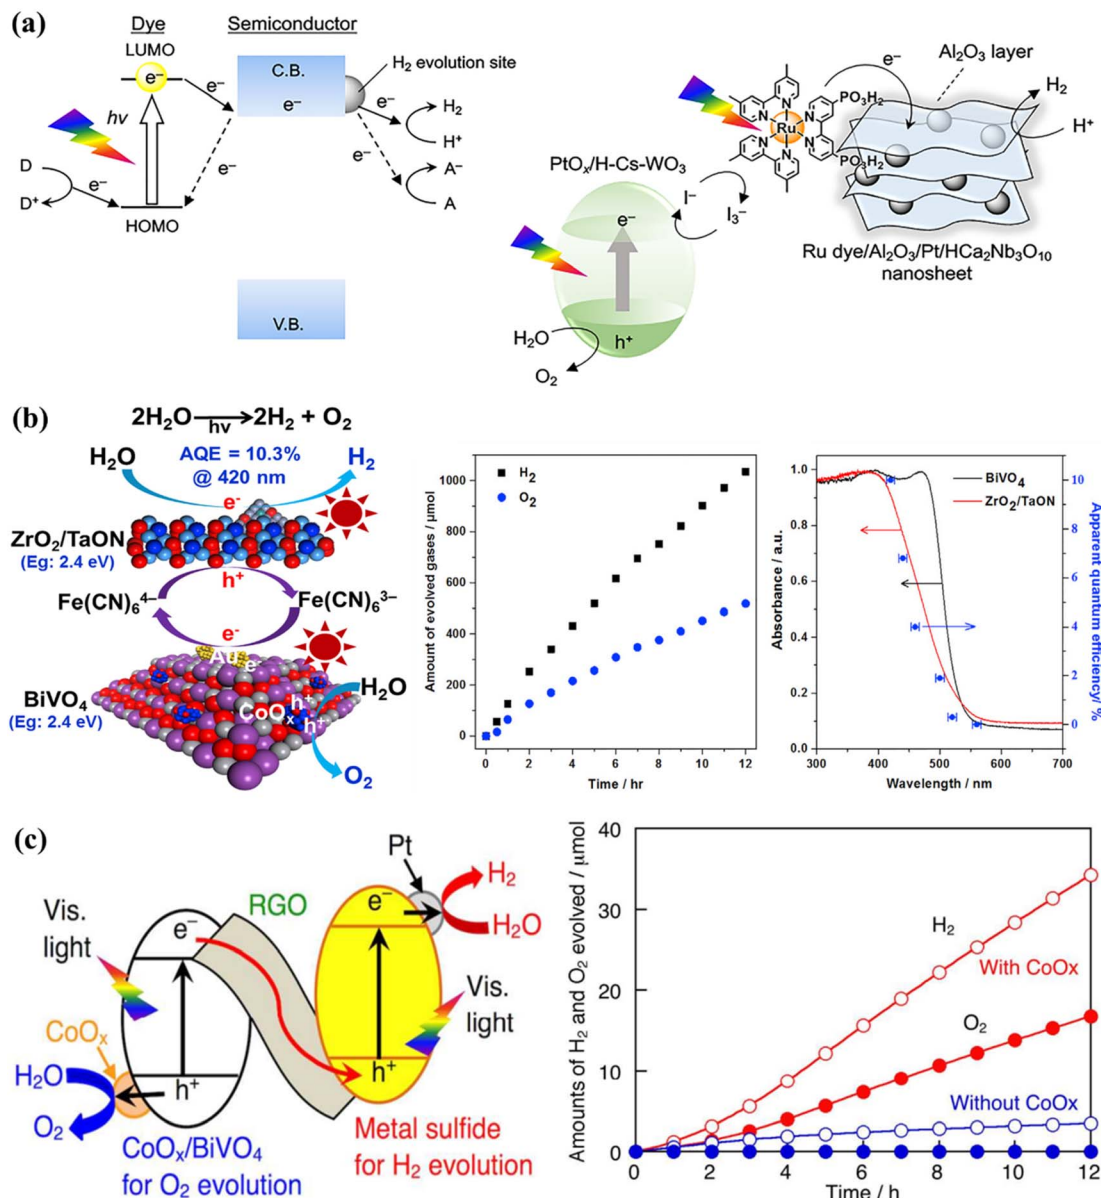 (a)
Dye
Semiconductor
LUMO
e⁻
hν
e⁻
C.B.
e⁻
H₂ evolution site
e⁻
H₂
H⁺
e⁻
A⁻
A
e⁻
D
D⁺
e⁻
HOMO
V.B.
Al₂O₃ layer
e⁻
H₂
H⁺
N
N
N
N
N
N
Ru
PO₃H₂
PO₃H₂
PtOₓ/H-Cs-WO₃
I⁻
I₃⁻
e⁻
h⁺
H₂O
O₂
Ru dye/Al₂O₃/Pt/HCa₂Nb₃O₁₀
nanosheet
(b)
2H₂O hν 2H₂ + O₂
H₂O
AQE = 10.3%
@ 420 nm
H₂
e⁻
ZrO₂/TaON
(Eg: 2.4 eV)
h⁺
Fe(CN)₆⁴⁻
Fe(CN)₆³⁻
e⁻
Au
e⁻
BiVO₄
(Eg: 2.4 eV)
CoOₓ
h⁺
h⁺
H₂O
O₂
Amount of evolved gases / μmol
1000
800
600
400
200
0
H₂
O₂
0 2 4 6 8 10 12
Time / hr
Absorbance / a.u.
1.0
0.8
0.6
0.4
0.2
0.0
BiVO₄
ZrO₂/TaON
10
8
6
4
2
0
Apparent quantum efficiency/ %
300 400 500 600 700
Wavelength / nm
(c)
Vis.
light
e⁻
RGO
Pt
e⁻
H₂
H₂O
Vis.
light
CoOₓ
H₂O
O₂
h⁺
h⁺
CoOₓ/BiVO₄
for O₂ evolution
Metal sulfide
for H₂ evolution
Amounts of H₂ and O₂ evolved / μmol
40
30
20
10
0
H₂
With CoOx
O₂
Without CoOx
0 2 4 6 8 10 12
Time / h